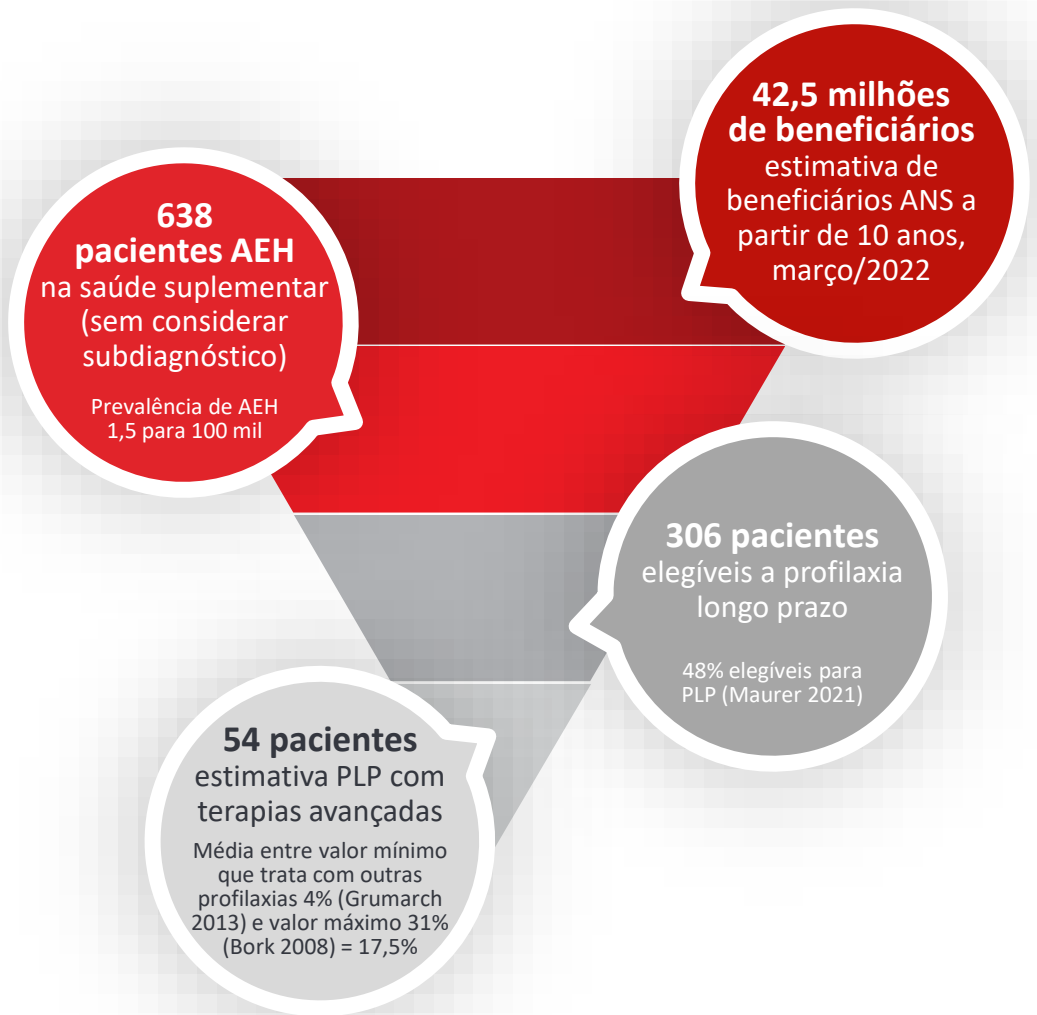 42,5 milhões
de beneficiários
estimativa de
beneficiários ANS a
partir de 10 anos,
março/2022
638
pacientes AEH
na saúde suplementar
(sem considerar
subdiagnóstico)
Prevalência de AEH
1,5 para 100 mil
306 pacientes
elegíveis a profilaxia
longo prazo
48% elegíveis para
PLP (Maurer 2021)
54 pacientes
estimativa PLP com
terapias avançadas
Média entre valor mínimo
que trata com outras
profilaxias 4% (Grumarch
2013) e valor máximo 31%
(Bork 2008) = 17,5%